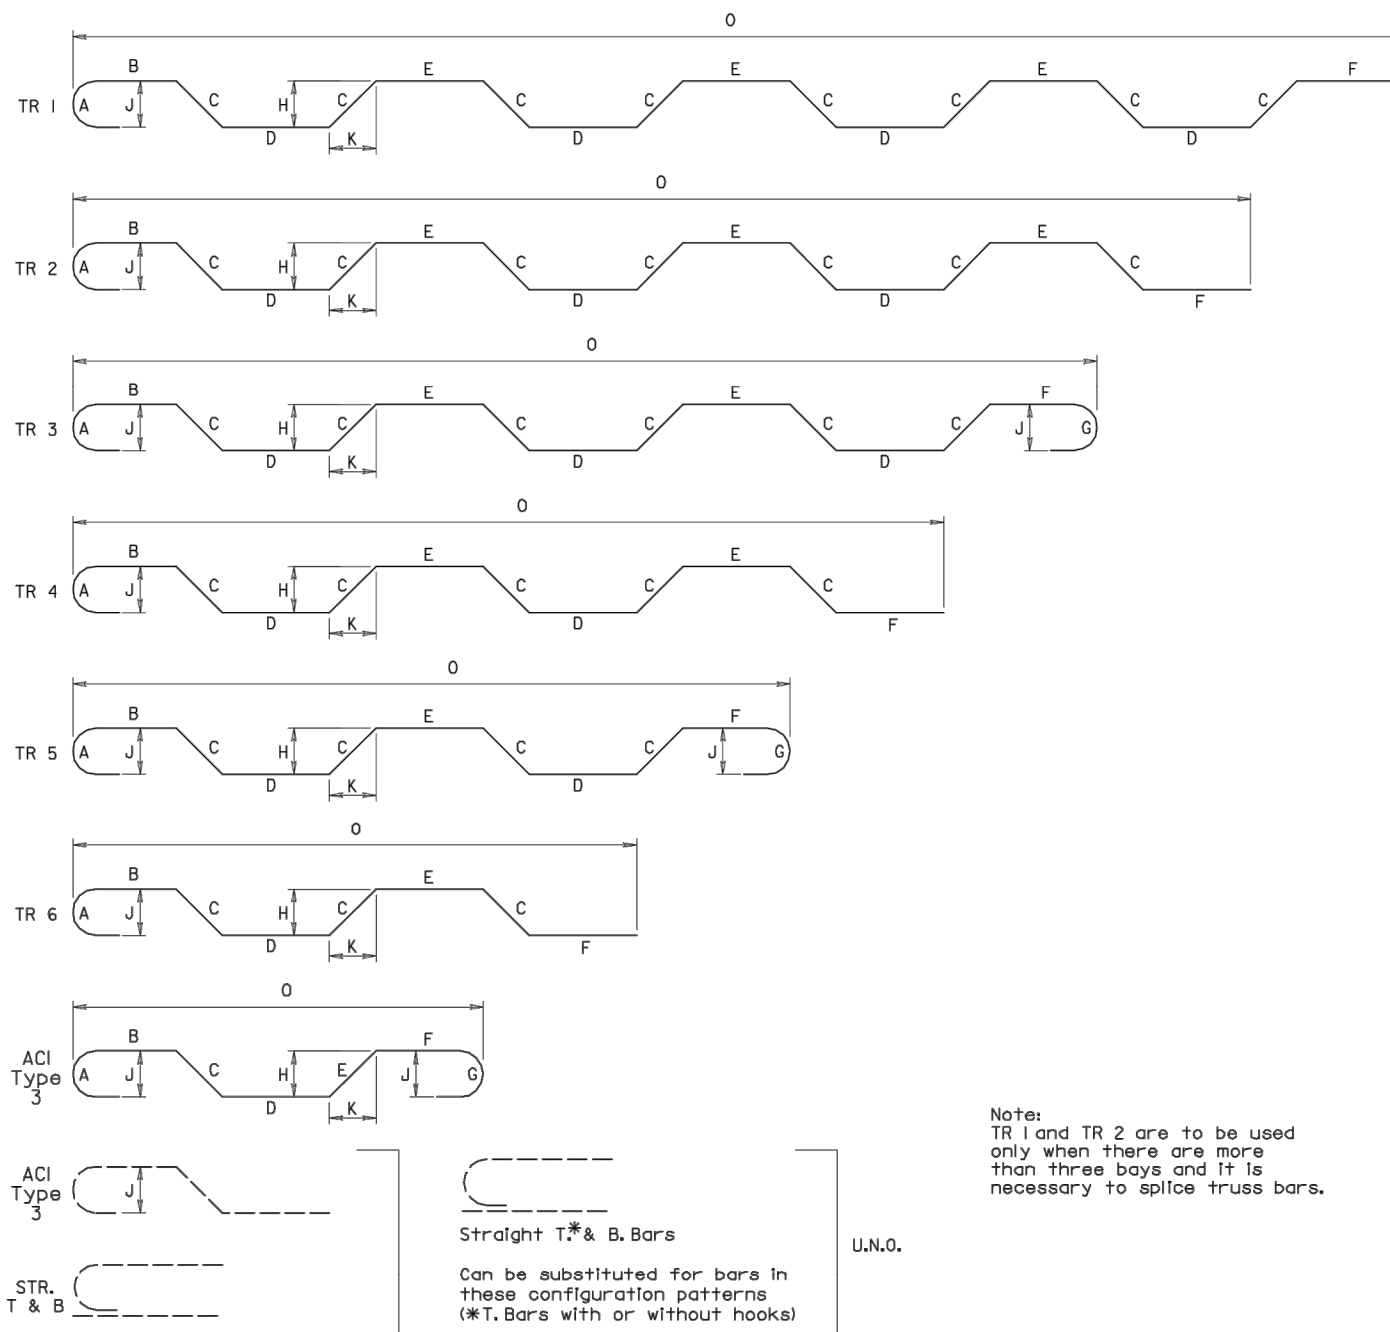 O
B E E E F
TR 1 A J C H C C C C C C C
D K D D D
O
B E E E
TR 2 A J C H C C C C C C
D K D D F
O
B E E F
TR 3 A J C H C C C C C J G
D K D D
O
B E E
TR 4 A J C H C C C C
D K D F
O
B E F
TR 5 A J C H C C C J G
D K D
O
B E
TR 6 A J C H C C
D K F
O
B F
ACI
Type
3
A J C H E J G
D K
ACI
Type
3
J
STR.
T & B
Straight T.* & B. Bars
Can be substituted for bars in
these configuration patterns
(*T. Bars with or without hooks)
U.N.O.
Note:
TR 1 and TR 2 are to be used
only when there are more
than three bays and it is
necessary to splice truss bars.